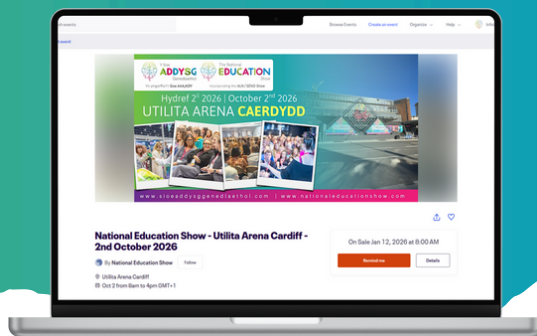 Browse Events Create an event Organize Help
Y Sioe The National
ADDYSG EDUCATION
Genedlaethol Show
Hydref 2il 2026 | October 2nd 2026
UTILITA ARENA CAERDYDD
www.sioeaddysggenedlaethol.com | www.nationaleducationshow.com
National Education Show - Utilita Arena Cardiff -
2nd October 2026
By National Education Show Follow
Utilita Arena Cardiff
Oct 2 from 8am to 4pm GMT+1
On Sale Jan 12, 2026 at 8:00 AM
Remind me Details